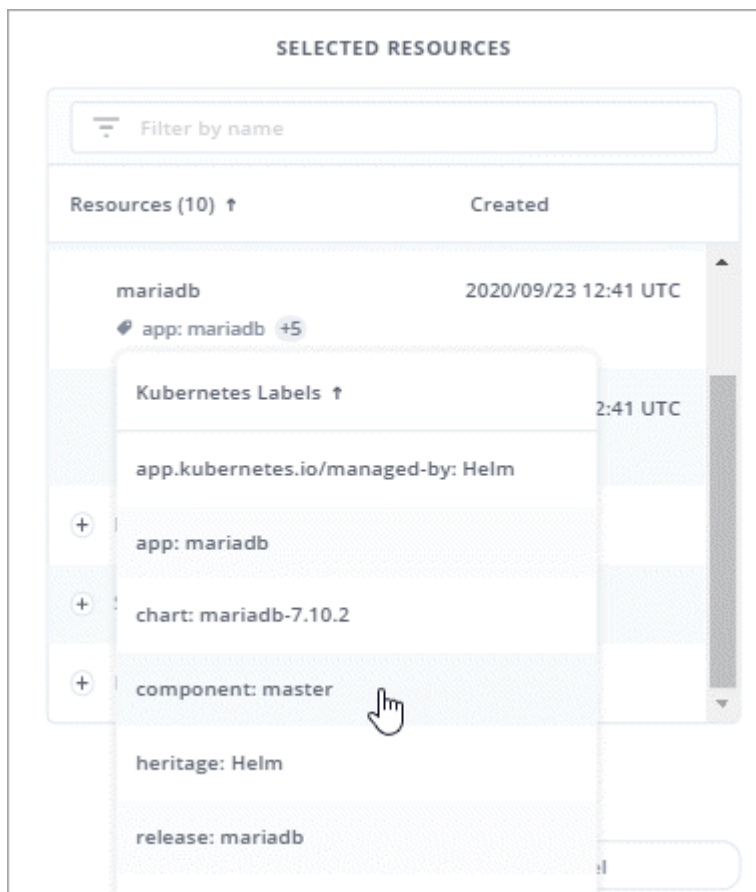 SELECTED RESOURCES
Filter by name
Resources (10) ↑ Created
mariadb 2020/09/23 12:41 UTC
app: mariadb +5
Kubernetes Labels ↑
2:41 UTC
app.kubernetes.io/managed-by: Helm
app: mariadb
chart: mariadb-7.10.2
component: master
heritage: Helm
release: mariadb